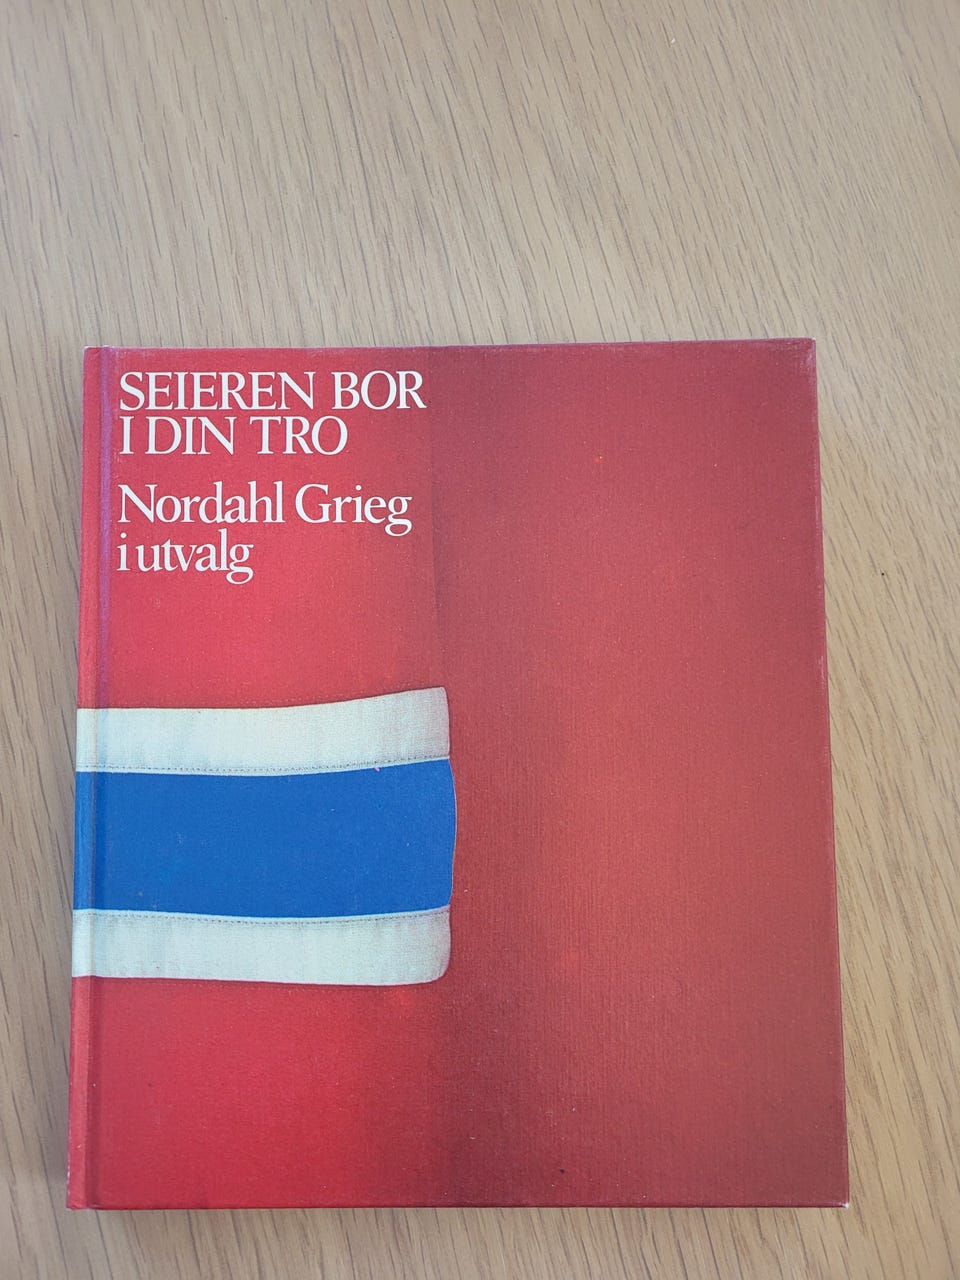 SEIEREN BOR
I DIN TRO
Nordahl Grieg
i utvalg